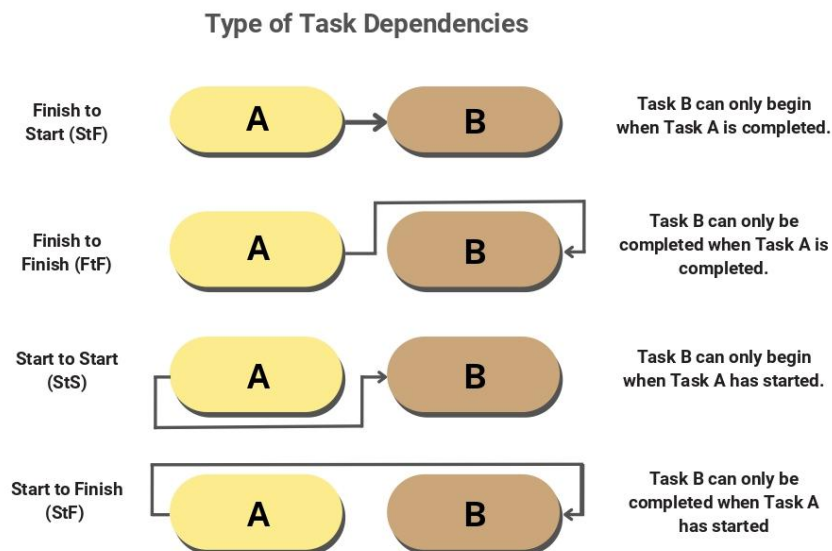 Type of Task Dependencies
Finish to
Start (StF)
A
B
Task B can only begin
when Task A is completed.
Finish to
Finish (FtF)
A
B
Task B can only be
completed when Task A is
completed.
Start to Start
(StS)
A
B
Task B can only begin
when Task A has started.
Start to Finish
(StF)
A
B
Task B can only be
completed when Task A
has started